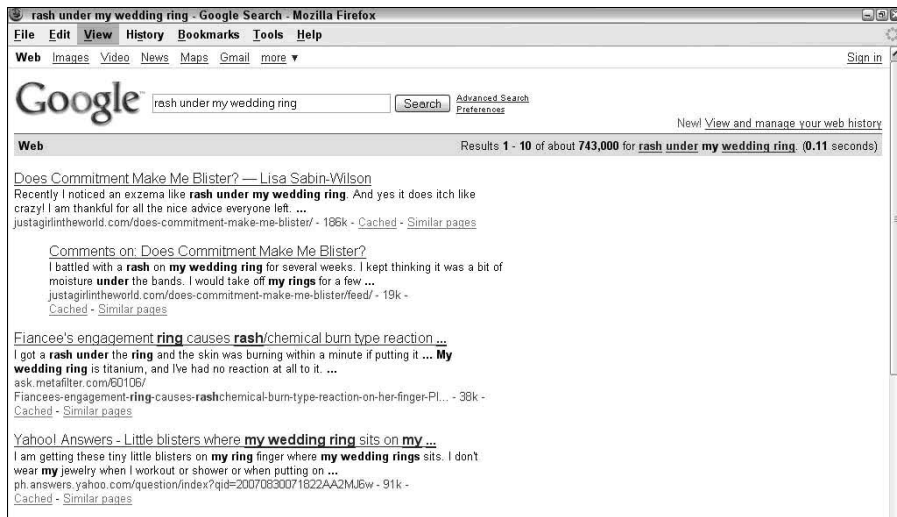 rash under my wedding ring - Google Search - Mozilla Firefox
File Edit View History Bookmarks Tools Help
Web Images Video News Maps Gmail more ▼ Sign in
Google™ rash under my wedding ring Search Advanced Search
Preferences
New! View and manage your web history
Web Results 1 - 10 of about 743,000 for rash under my wedding ring. (0.11 seconds)
Does Commitment Make Me Blister? — Lisa Sabin-Wilson
Recently I noticed an exzema like rash under my wedding ring. And yes it does itch like
crazy! I am thankful for all the nice advice everyone left. ...
justagirlintheworld.com/does-commitment-make-me-blister/ - 186k - Cached - Similar pages
Comments on: Does Commitment Make Me Blister?
I battled with a rash on my wedding ring for several weeks. I kept thinking it was a bit of
moisture under the bands. I would take off my rings for a few ...
justagirlintheworld.com/does-commitment-make-me-blister/feed/ - 19k -
Cached - Similar pages
Fiancee's engagement ring causes rash/chemical burn type reaction ...
I got a rash under the ring and the skin was burning within a minute if putting it ... My
wedding ring is titanium, and I've had no reaction at all to it. ...
ask.metafilter.com/60106/
Fiancees-engagement-ring-causes-rashchemical-burn-type-reaction-on-her-finger-Pl... - 38k -
Cached - Similar pages
Yahoo! Answers - Little blisters where my wedding ring sits on my ...
I am getting these tiny little blisters on my ring finger where my wedding rings sits. I don't
wear my jewelry when I workout or shower or when putting on ...
ph.answers.yahoo.com/question/index?qid=20070830071822AA2MJ6w - 91k -
Cached - Similar pages